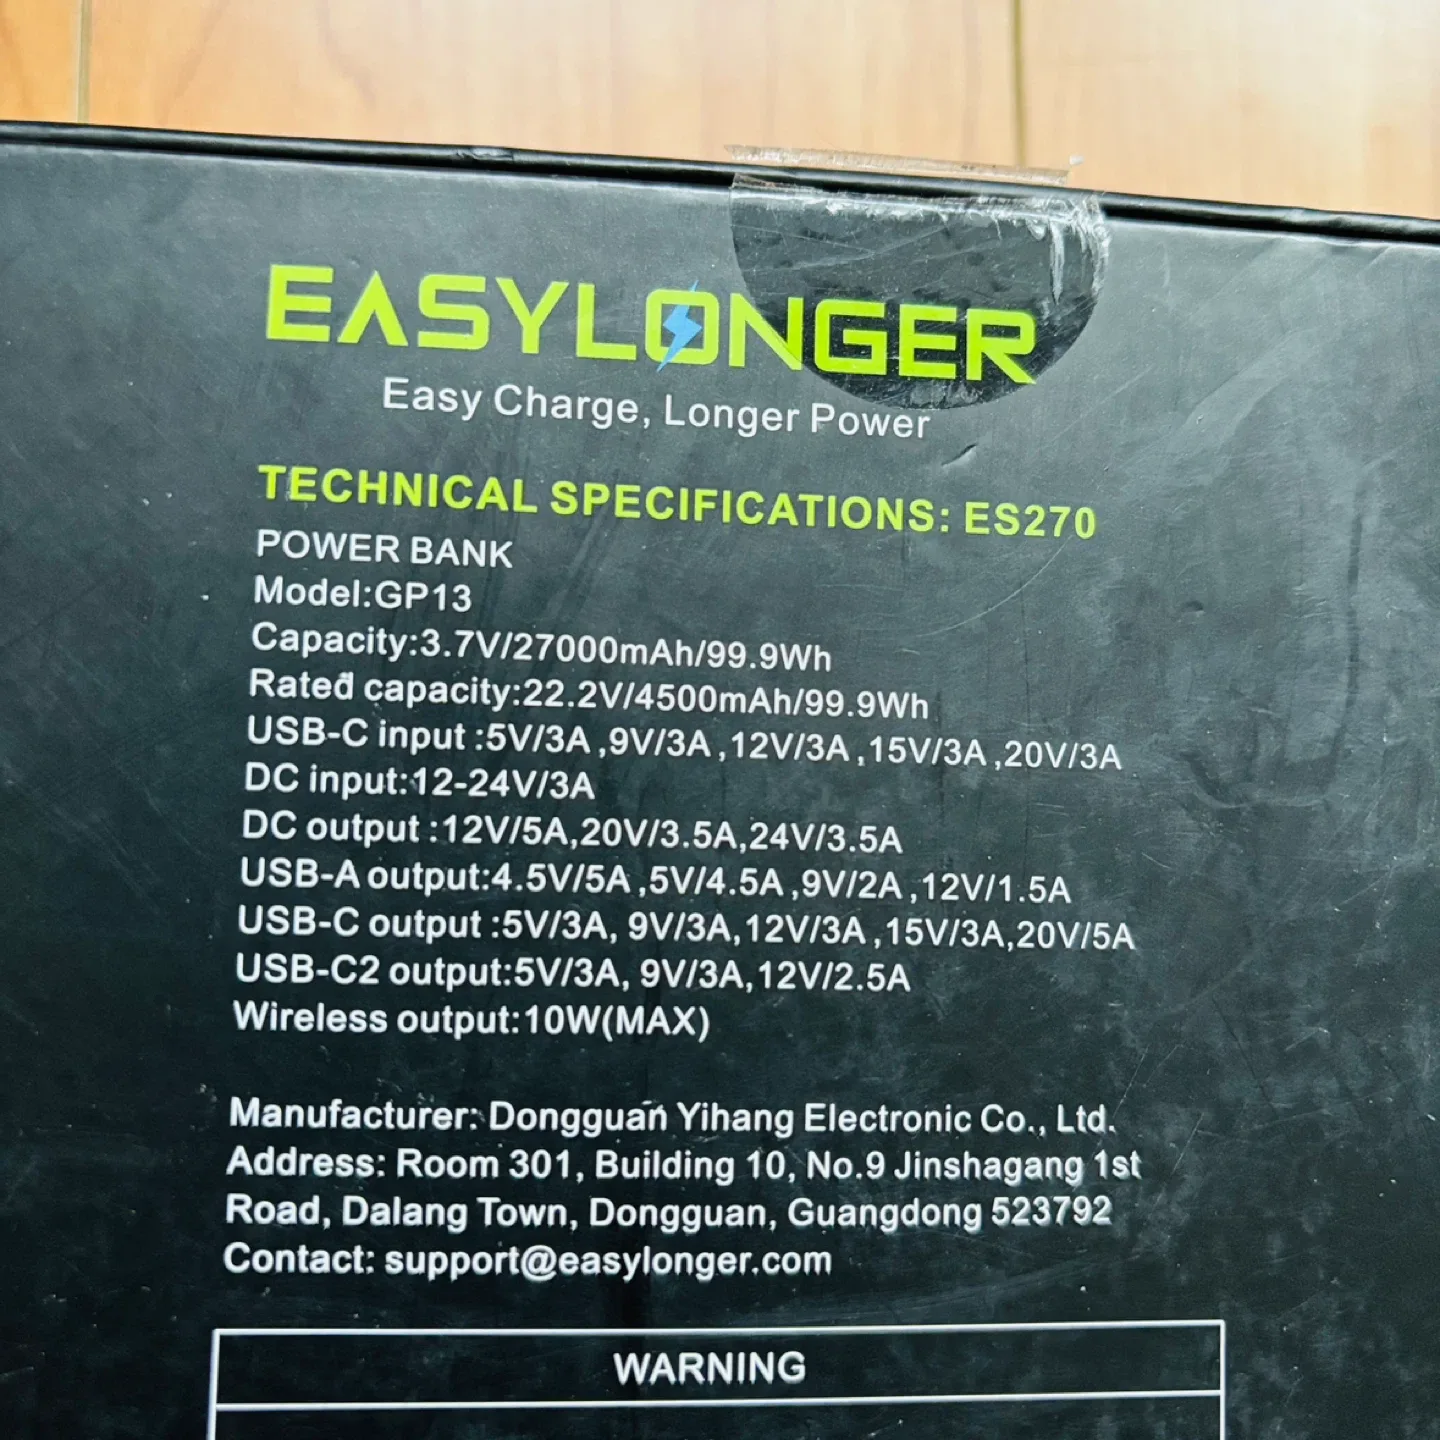 EASYLONGER
Easy Charge, Longer Power
TECHNICAL SPECIFICATIONS: ES270
POWER BANK
Model:GP13
Capacity:3.7V/27000mAh/99.9Wh
Rated capacity:22.2V/4500mAh/99.9Wh
USB-C input :5V/3A ,9V/3A ,12V/3A ,15V/3A ,20V/3A
DC input:12-24V/3A
DC output :12V/5A,20V/3.5A,24V/3.5A
USB-A output:4.5V/5A ,5V/4.5A ,9V/2A ,12V/1.5A
USB-C output :5V/3A, 9V/3A,12V/3A ,15V/3A,20V/5A
USB-C2 output:5V/3A, 9V/3A,12V/2.5A
Wireless output:10W(MAX)
Manufacturer: Dongguan Yihang Electronic Co., Ltd.
Address: Room 301, Building 10, No.9 Jinshagang 1st
Road, Dalang Town, Dongguan, Guangdong 523792
Contact: support@easylonger.com
WARNING